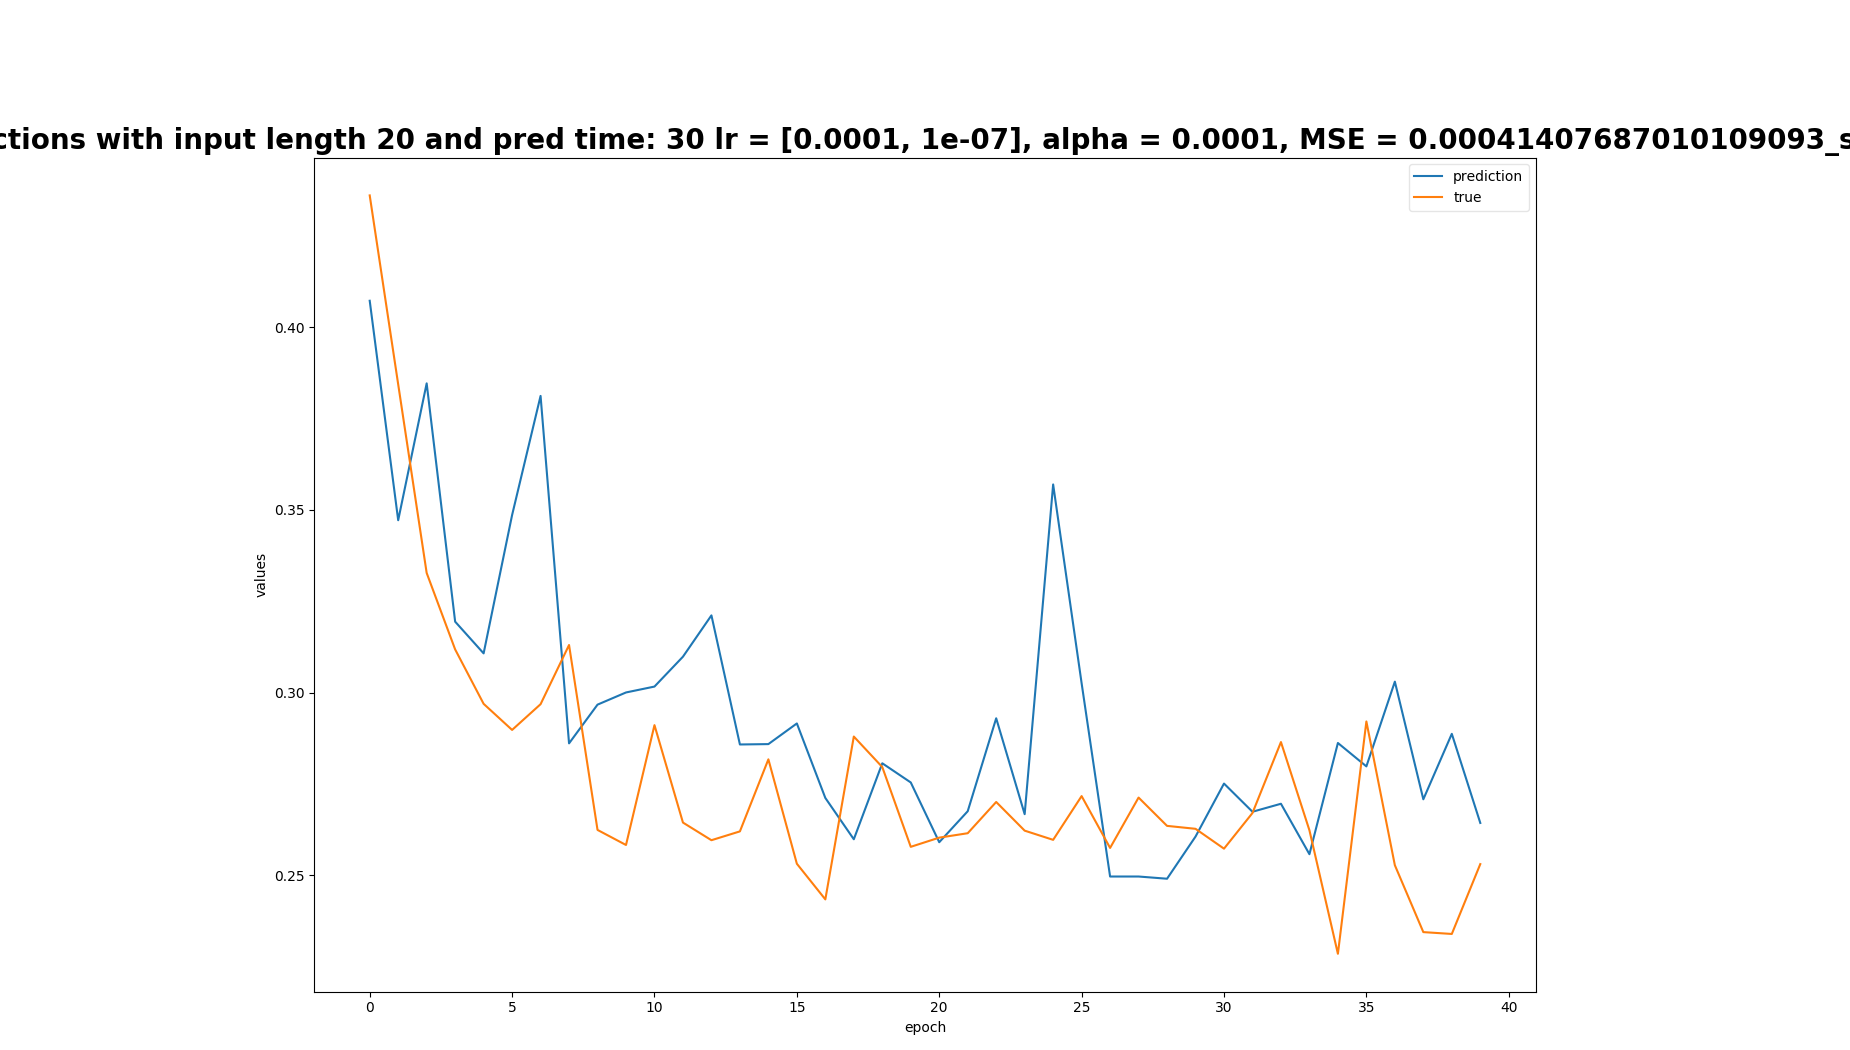 ctions with input length 20 and pred time: 30 lr = [0.0001, 1e-07], alpha = 0.0001, MSE = 0.00041407687010109093_s
prediction
true
0.40
0.35
0.30
0.25
values
0 5 10 15 20 25 30 35 40
epoch